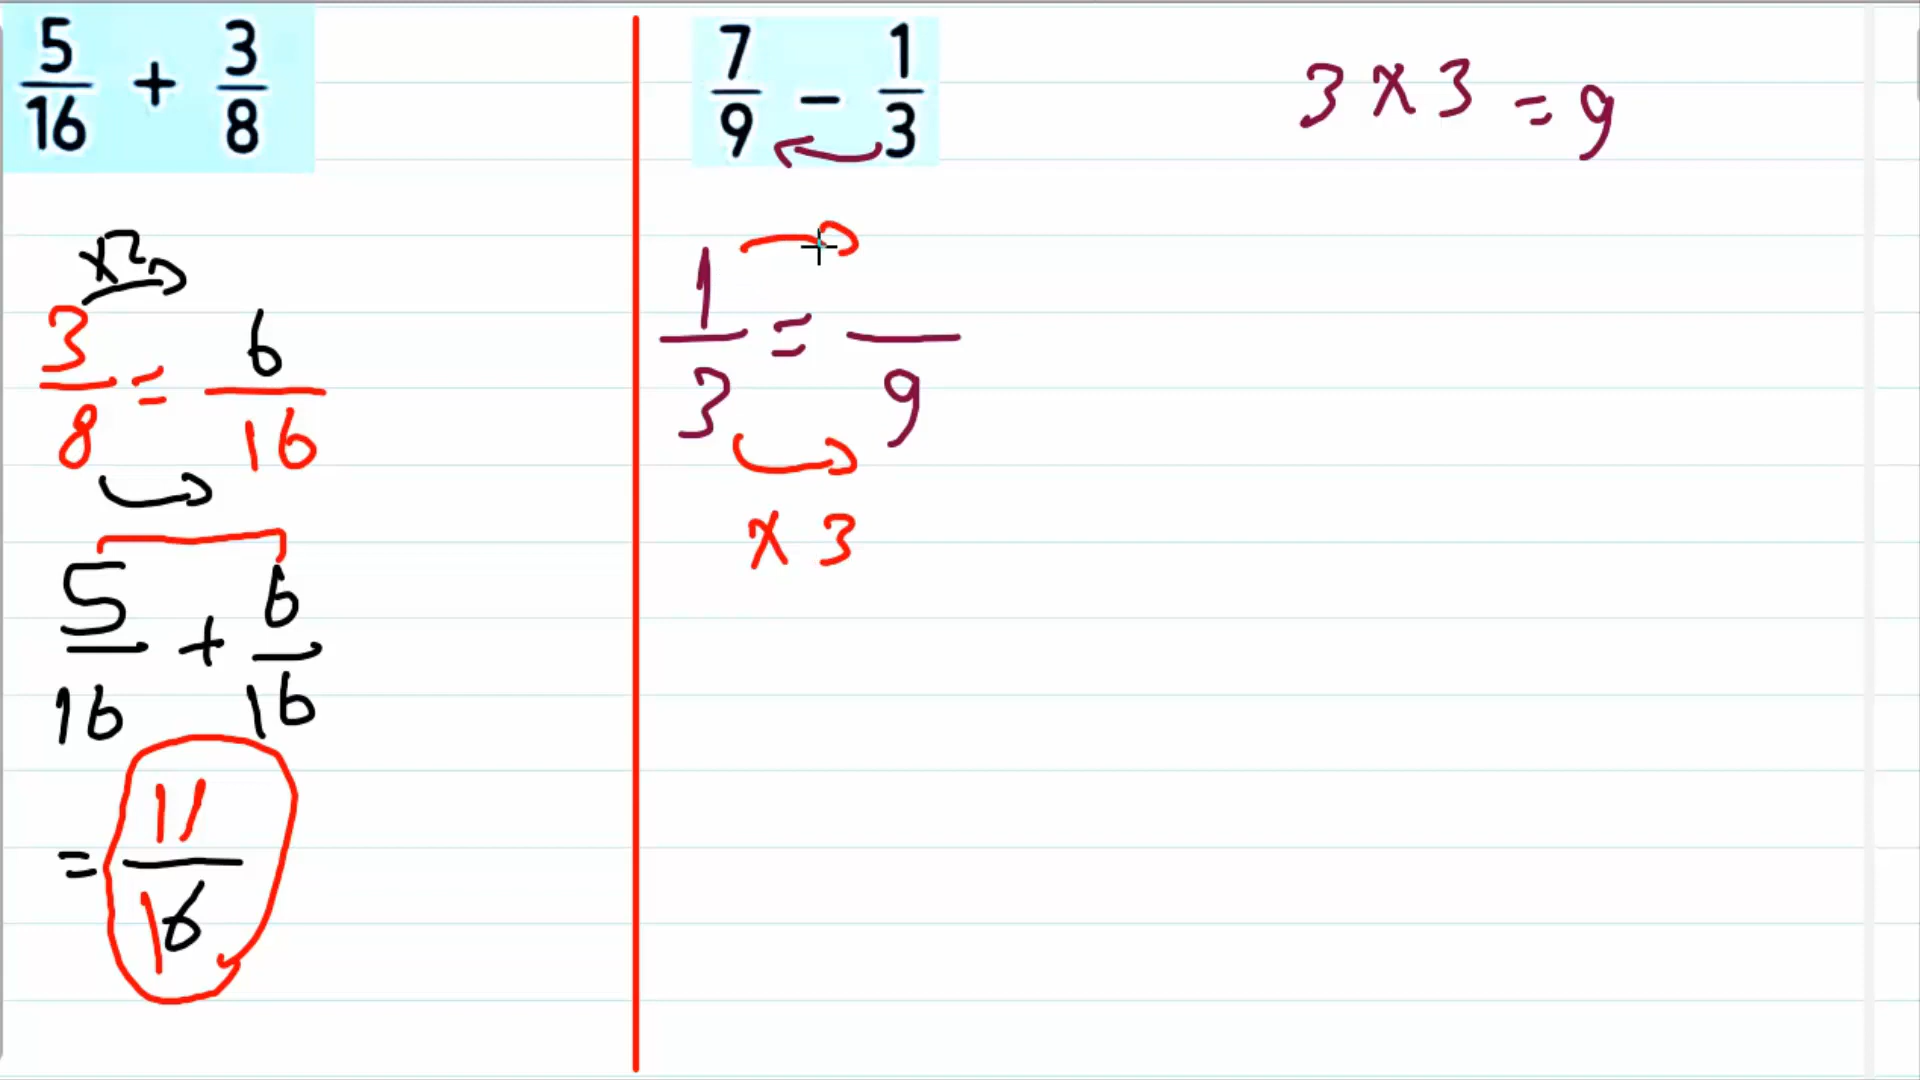 5/16 + 3/8
×2
3/8 = 6/16
5/16 + 6/16
= 11/16
7/9 − 1/3
3 × 3 = 9
1/3 = /9
× 3